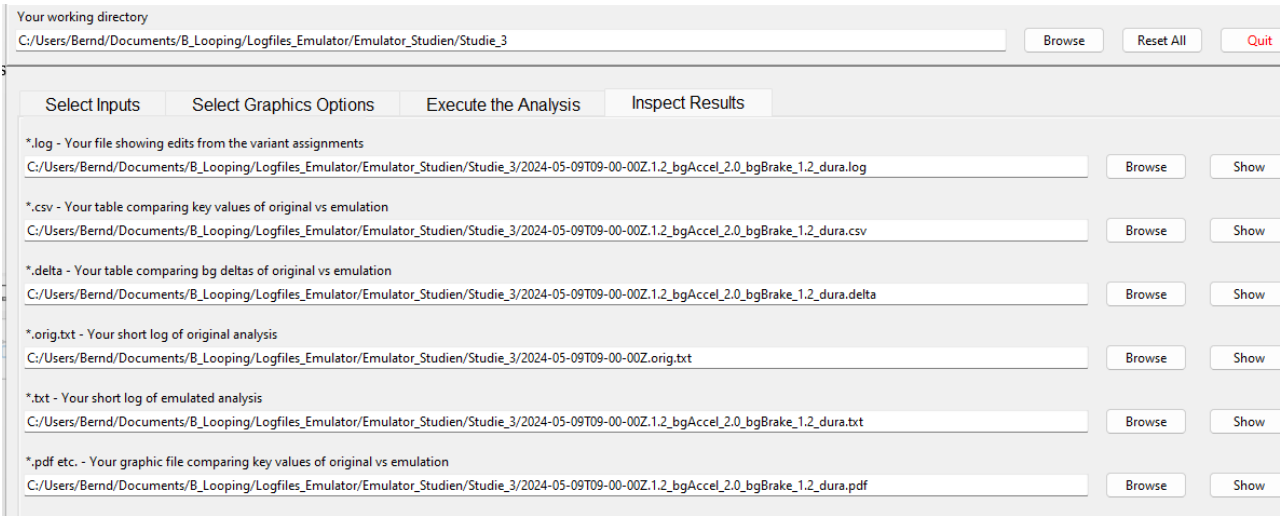 Your working directory
C:/Users/Bernd/Documents/B_Looping/Logfiles_Emulator/Emulator_Studien/Studie_3 Browse Reset All Quit
Select Inputs Select Graphics Options Execute the Analysis Inspect Results
*.log - Your file showing edits from the variant assignments
C:/Users/Bernd/Documents/B_Looping/Logfiles_Emulator/Emulator_Studien/Studie_3/2024-05-09T09-00-00Z.1.2_bgAccel_2.0_bgBrake_1.2_dura.log Browse Show
*.csv - Your table comparing key values of original vs emulation
C:/Users/Bernd/Documents/B_Looping/Logfiles_Emulator/Emulator_Studien/Studie_3/2024-05-09T09-00-00Z.1.2_bgAccel_2.0_bgBrake_1.2_dura.csv Browse Show
*.delta - Your table comparing bg deltas of original vs emulation
C:/Users/Bernd/Documents/B_Looping/Logfiles_Emulator/Emulator_Studien/Studie_3/2024-05-09T09-00-00Z.1.2_bgAccel_2.0_bgBrake_1.2_dura.delta Browse Show
*.orig.txt - Your short log of original analysis
C:/Users/Bernd/Documents/B_Looping/Logfiles_Emulator/Emulator_Studien/Studie_3/2024-05-09T09-00-00Z.orig.txt Browse Show
*.txt - Your short log of emulated analysis
C:/Users/Bernd/Documents/B_Looping/Logfiles_Emulator/Emulator_Studien/Studie_3/2024-05-09T09-00-00Z.1.2_bgAccel_2.0_bgBrake_1.2_dura.txt Browse Show
*.pdf etc. - Your graphic file comparing key values of original vs emulation
C:/Users/Bernd/Documents/B_Looping/Logfiles_Emulator/Emulator_Studien/Studie_3/2024-05-09T09-00-00Z.1.2_bgAccel_2.0_bgBrake_1.2_dura.pdf Browse Show